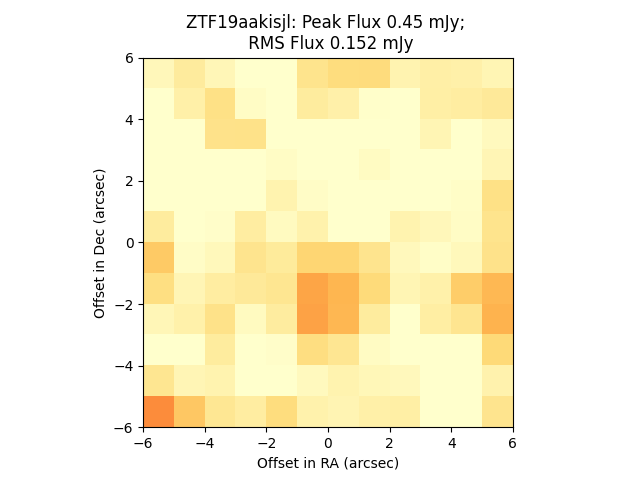 ZTF19aakisjl: Peak Flux 0.45 mJy;
RMS Flux 0.152 mJy
6
4
2
0
−2
−4
−6
Offset in Dec (arcsec)
−6 −4 −2 0 2 4 6
Offset in RA (arcsec)